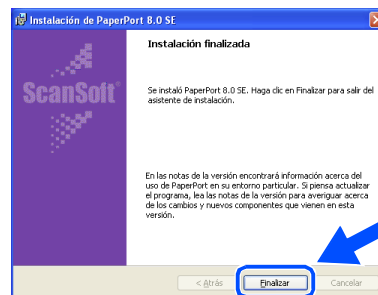 Instalación de PaperPort 8.0 SE
Instalación finalizada
ScanSoft®
Se instaló PaperPort 8.0 SE. Haga clic en Finalizar para salir del
asistente de instalación.
En las notas de la versión encontrará información acerca del
uso de PaperPort en su entorno particular. Si piensa actualizar
el programa, lea las notas de la versión para averiguar acerca
de los cambios y nuevos componentes que vienen en esta
versión.
< Atrás Finalizar Cancelar